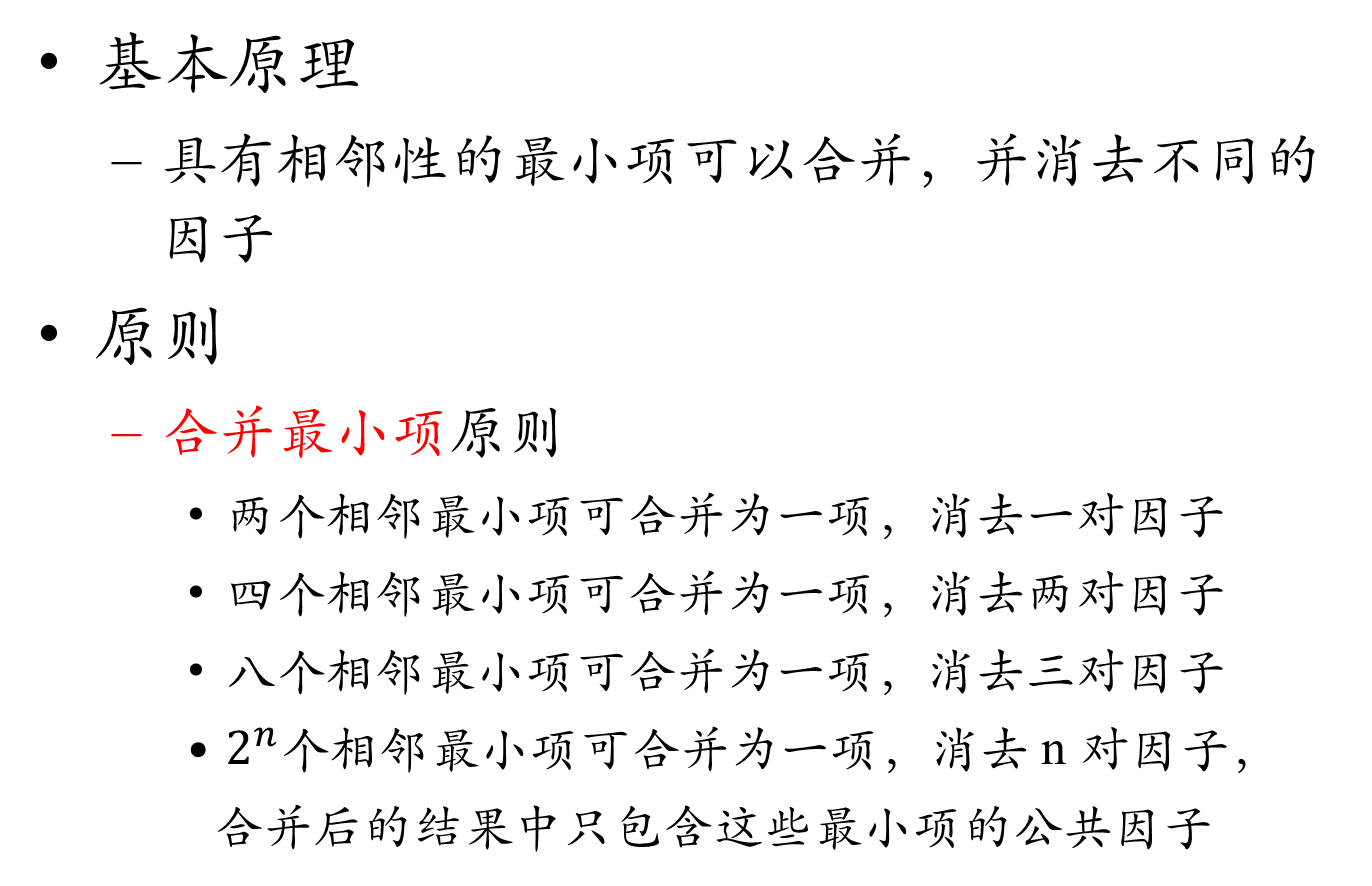 • 基本原理
– 具有相邻性的最小项可以合并，并消去不同的
因子
• 原则
– 合并最小项原则
• 两个相邻最小项可合并为一项，消去一对因子
• 四个相邻最小项可合并为一项，消去两对因子
• 八个相邻最小项可合并为一项，消去三对因子
• 2ⁿ个相邻最小项可合并为一项，消去 n 对因子，
合并后的结果中只包含这些最小项的公共因子